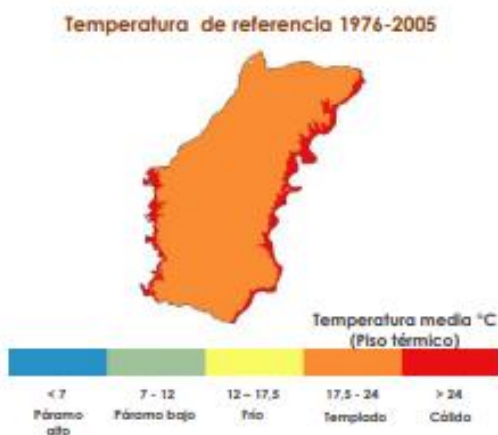 Temperatura de referencia 1976-2005
Temperatura media °C
(Piso térmico)
< 7
7 - 12
12 – 17,5
17,5 - 24
> 24
Páramo alto
Páramo bajo
Frío
Templado
Cálido